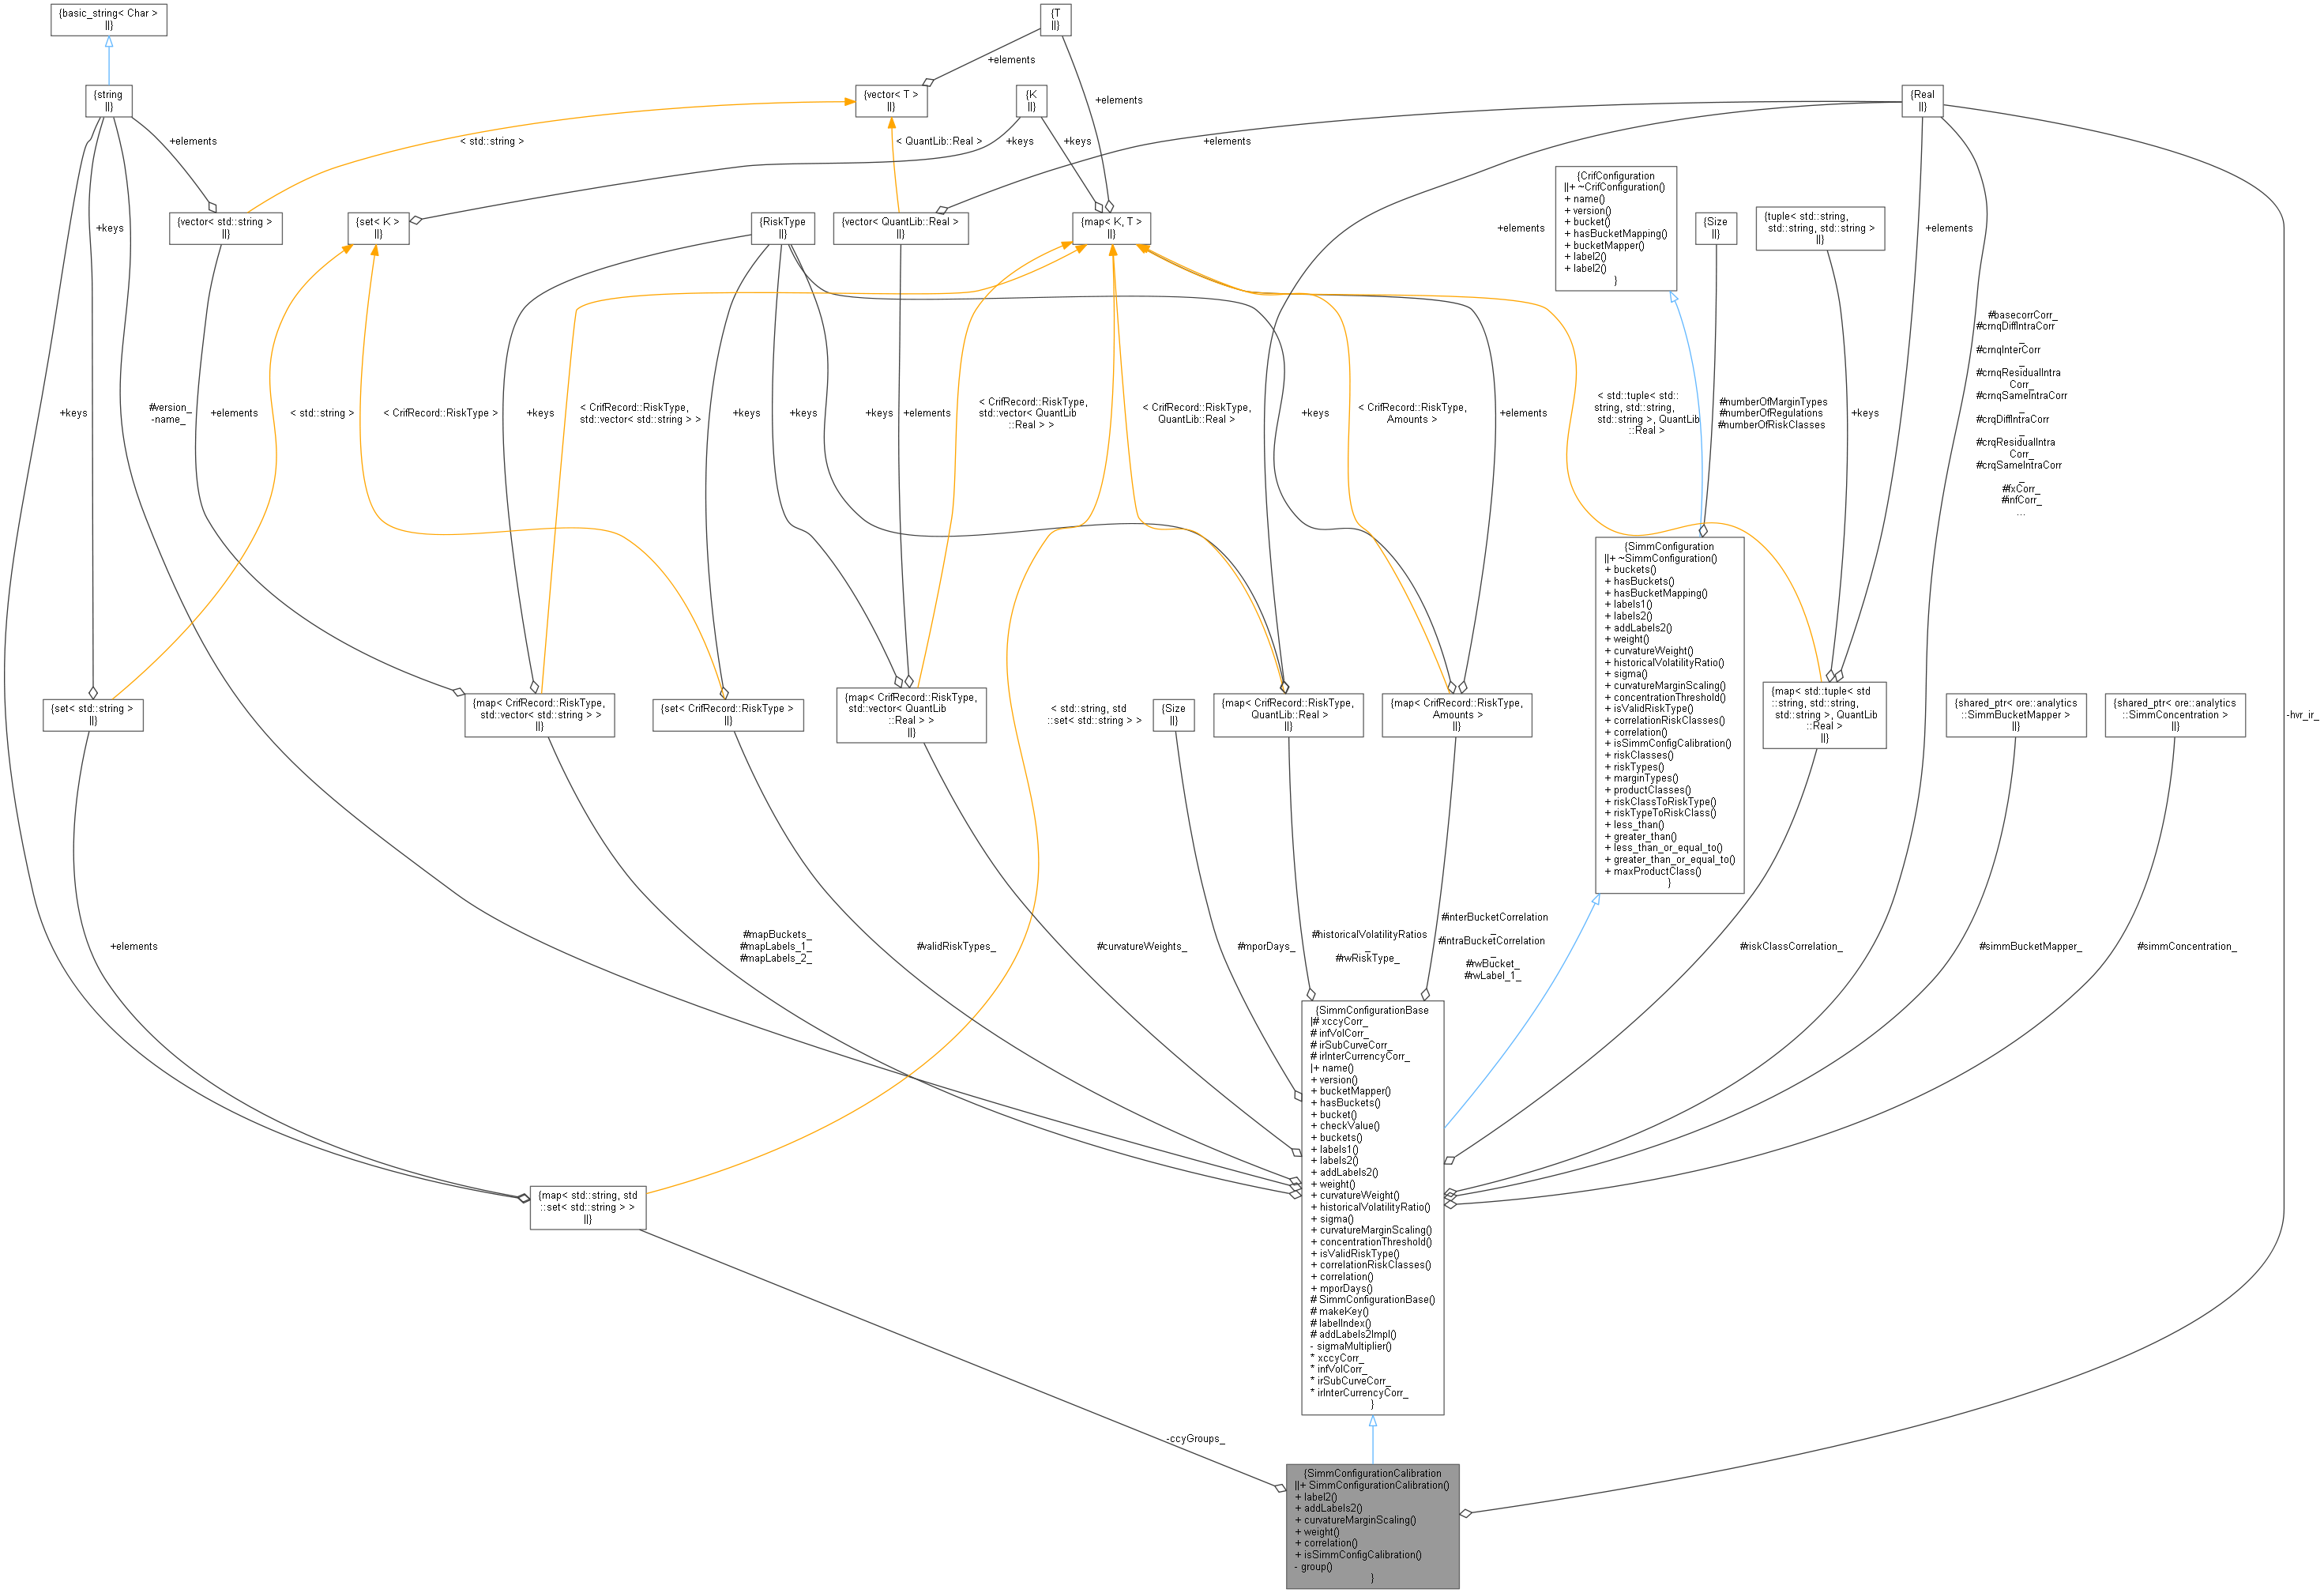 {basic_string< Char >
||}
{T
||}
+elements
{string
||}
{vector< T >
||}
{K
||}
{Real
||}
+elements
+elements
< std::string >
< QuantLib::Real >
+keys
+keys
+elements
{CrifConfiguration
||+ ~CrifConfiguration()
+ name()
+ version()
+ bucket()
+ hasBucketMapping()
+ bucketMapper()
+ label2()
+ label2()
}
{vector< std::string >
||}
{set< K >
||}
{RiskType
||}
{vector< QuantLib::Real >
||}
{map< K, T >
||}
{Size
||}
{tuple< std::string,
std::string, std::string >
||}
+keys
+elements
+elements
#basecorrCorr_
#crnqDiffIntraCorr
_
#crnqInterCorr
_
#crnqResidualIntra
Corr_
#crnqSameIntraCorr
_
#crqDiffIntraCorr
_
#crqResidualIntra
Corr_
#crqSameIntraCorr
_
#fxCorr_
#infCorr_
...
+keys
#version_
-name_
+elements
< std::string >
< CrifRecord::RiskType >
+keys
< CrifRecord::RiskType,
std::vector< std::string > >
+keys
+keys
+keys
+elements
< CrifRecord::RiskType,
std::vector< QuantLib
::Real > >
< CrifRecord::RiskType,
QuantLib::Real >
+keys
< CrifRecord::RiskType,
Amounts >
+elements
< std::tuple< std::
string, std::string,
std::string >, QuantLib
::Real >
#numberOfMarginTypes
#numberOfRegulations
#numberOfRiskClasses
+keys
{SimmConfiguration
||+ ~SimmConfiguration()
+ buckets()
+ hasBuckets()
+ hasBucketMapping()
+ labels1()
+ labels2()
+ addLabels2()
+ weight()
+ curvatureWeight()
+ historicalVolatilityRatio()
+ sigma()
+ curvatureMarginScaling()
+ concentrationThreshold()
+ isValidRiskType()
+ correlationRiskClasses()
+ correlation()
+ isSimmConfigCalibration()
+ riskClasses()
+ riskTypes()
+ marginTypes()
+ productClasses()
+ riskClassToRiskType()
+ riskTypeToRiskClass()
+ less_than()
+ greater_than()
+ less_than_or_equal_to()
+ greater_than_or_equal_to()
+ maxProductClass()
}
{set< std::string >
||}
{map< CrifRecord::RiskType,
std::vector< std::string > >
||}
{set< CrifRecord::RiskType >
||}
{map< CrifRecord::RiskType,
std::vector< QuantLib
::Real > >
||}
< std::string, std
::set< std::string > >
{Size
||}
{map< CrifRecord::RiskType,
QuantLib::Real >
||}
{map< CrifRecord::RiskType,
Amounts >
||}
{map< std::tuple< std
::string, std::string,
std::string >, QuantLib
::Real >
||}
{shared_ptr< ore::analytics
::SimmBucketMapper >
||}
{shared_ptr< ore::analytics
::SimmConcentration >
||}
-hvr_ir_
+elements
#mapBuckets_
#mapLabels_1_
#mapLabels_2_
#validRiskTypes_
#curvatureWeights_
#mporDays_
#historicalVolatilityRatios
_
#rwRiskType_
#interBucketCorrelation
_
#intraBucketCorrelation
_
#rwBucket_
#rwLabel_1_
#riskClassCorrelation_
#simmBucketMapper_
#simmConcentration_
{SimmConfigurationBase
|# xccyCorr_
# infVolCorr_
# irSubCurveCorr_
# irInterCurrencyCorr_
|+ name()
+ version()
+ bucketMapper()
+ hasBuckets()
+ bucket()
+ checkValue()
+ buckets()
+ labels1()
+ labels2()
+ addLabels2()
+ weight()
+ curvatureWeight()
+ historicalVolatilityRatio()
+ sigma()
+ curvatureMarginScaling()
+ concentrationThreshold()
+ isValidRiskType()
+ correlationRiskClasses()
+ correlation()
+ mporDays()
# SimmConfigurationBase()
# makeKey()
# labelIndex()
# addLabels2Impl()
- sigmaMultiplier()
* xccyCorr_
* infVolCorr_
* irSubCurveCorr_
* irInterCurrencyCorr_
}
{map< std::string, std
::set< std::string > >
||}
-ccyGroups_
{SimmConfigurationCalibration
||+ SimmConfigurationCalibration()
+ label2()
+ addLabels2()
+ curvatureMarginScaling()
+ weight()
+ correlation()
+ isSimmConfigCalibration()
- group()
}